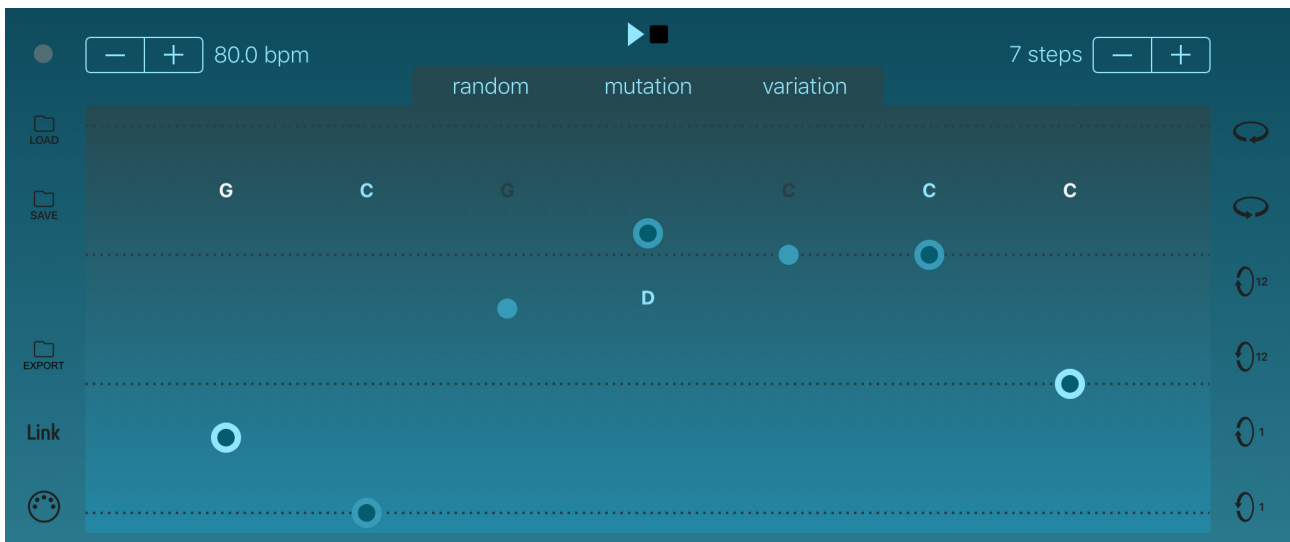 80.0 bpm
7 steps
random mutation variation
LOAD
G C G C C C
SAVE
12
D
EXPORT
12
Link
1
1